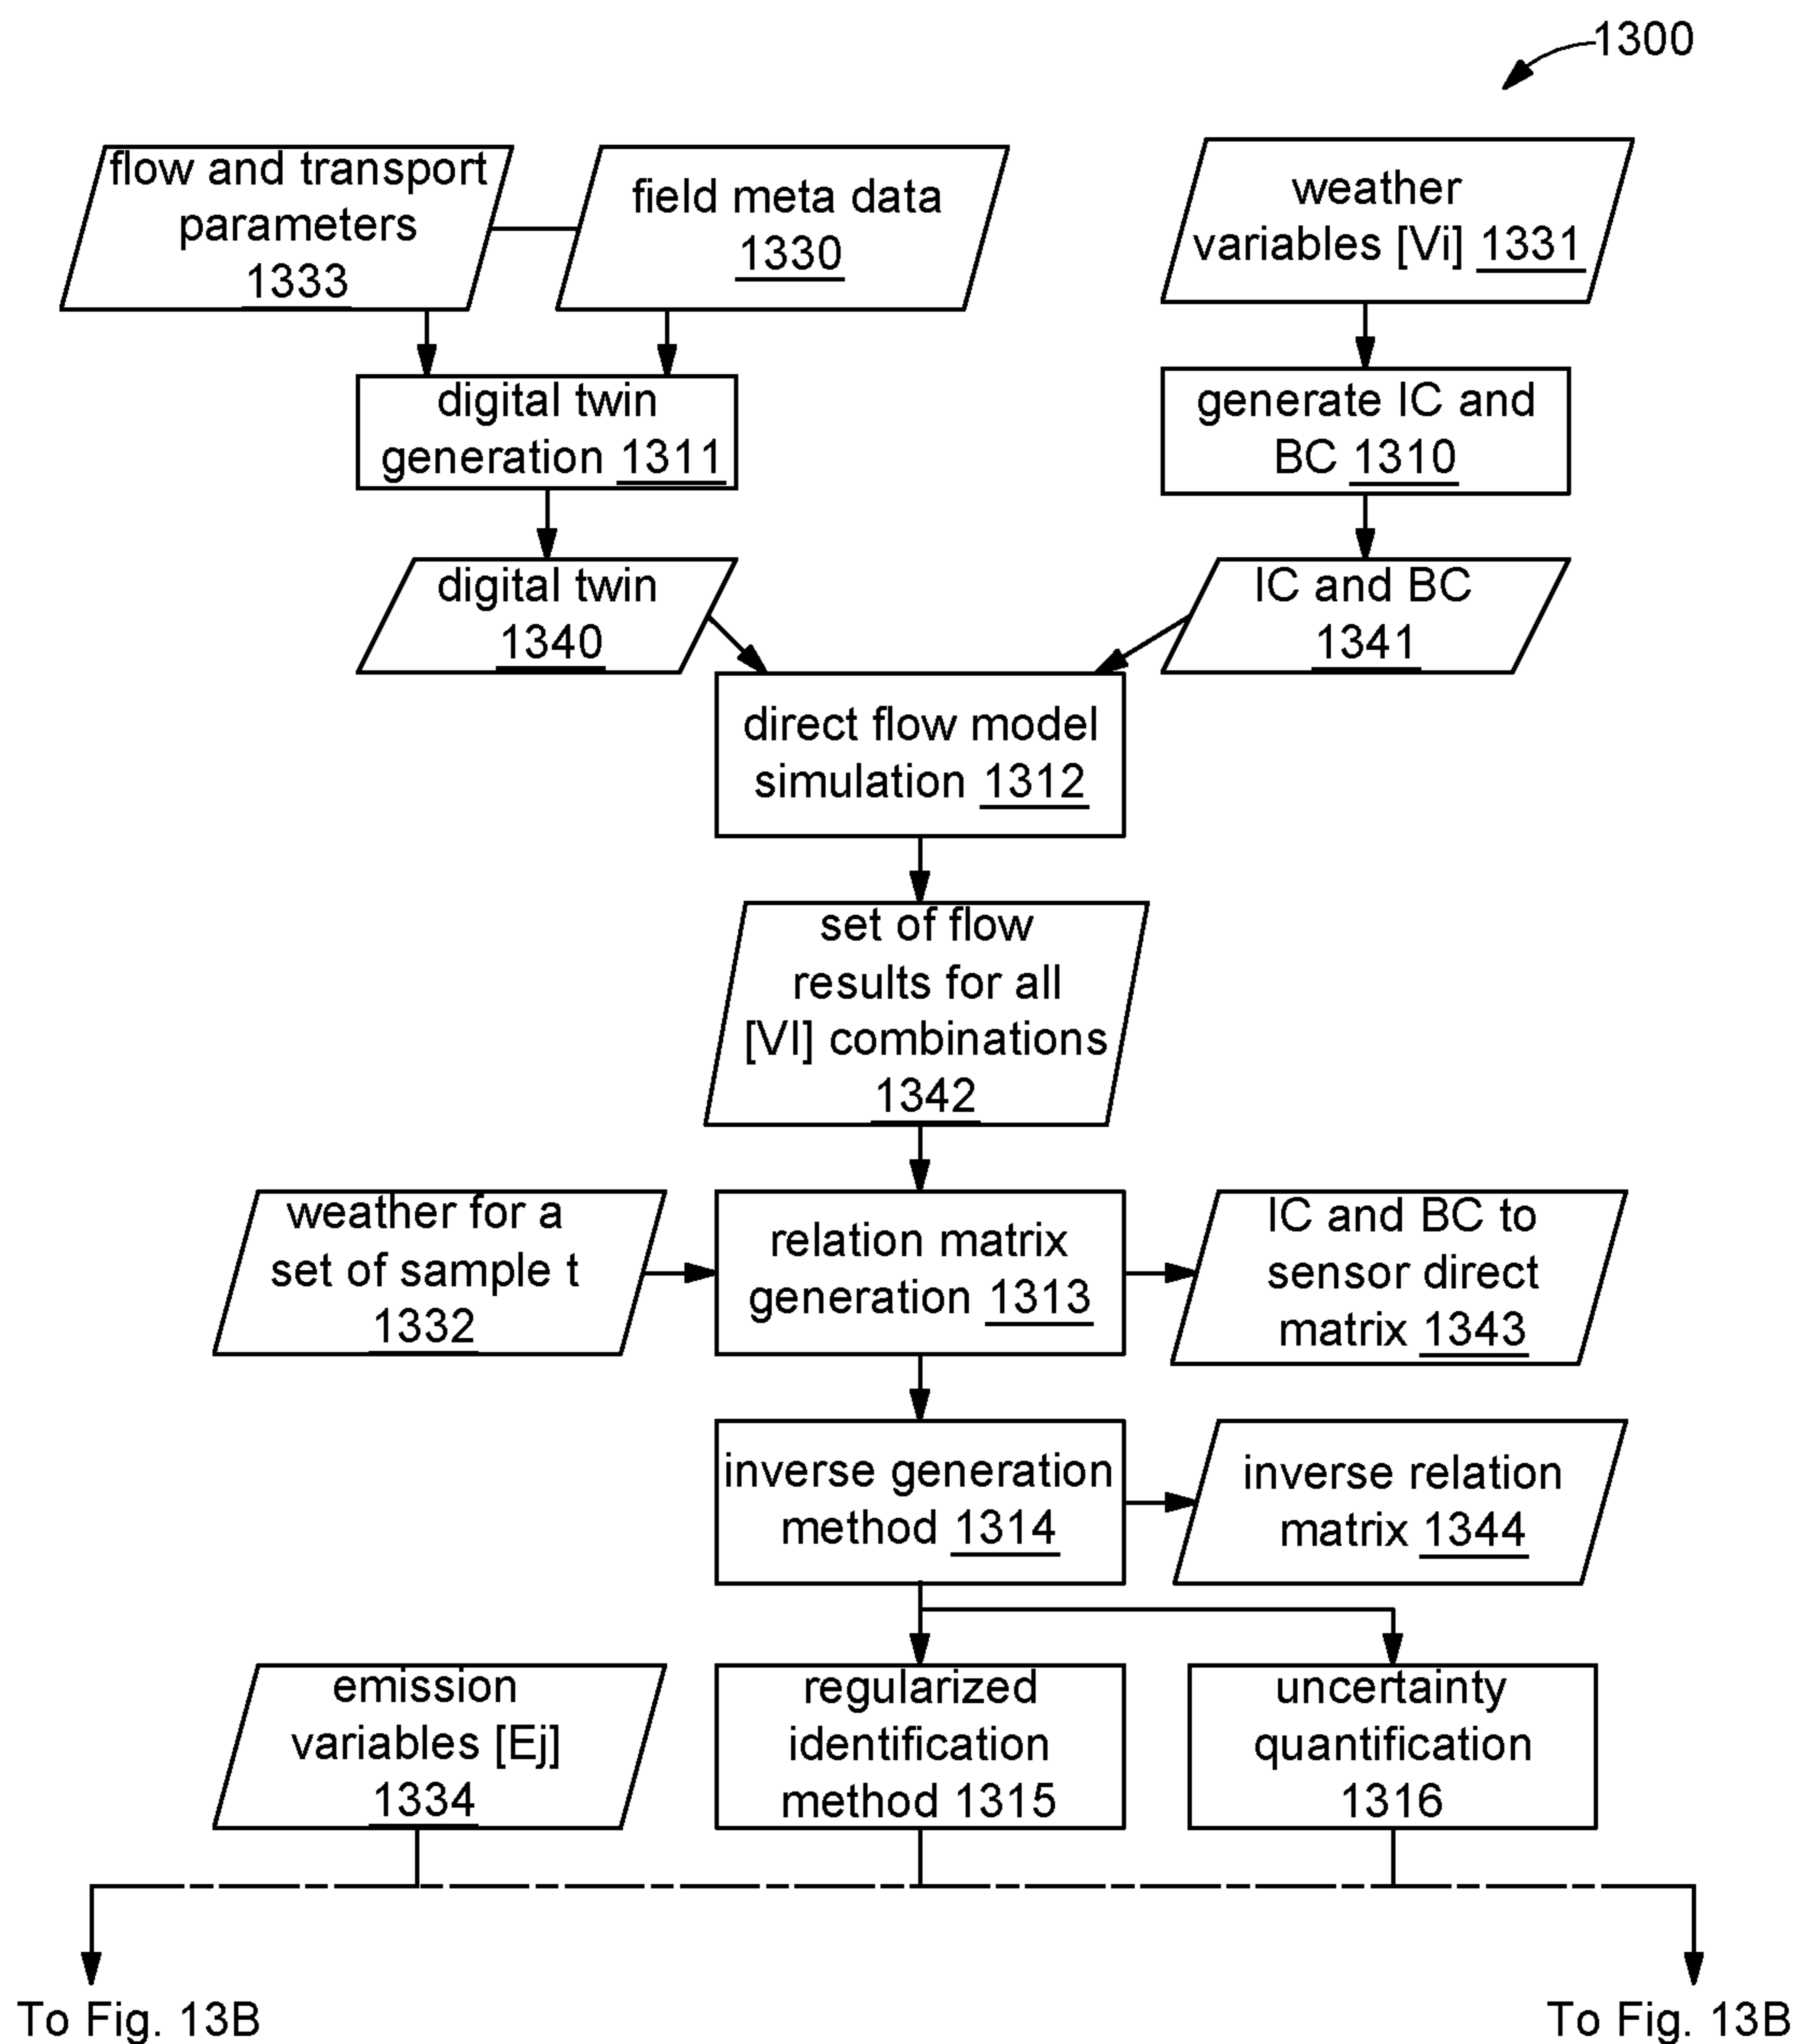 1300
flow and transport
parameters
1333
field meta data
1330
weather
variables [Vi] 1331
digital twin
generation 1311
generate IC and
BC 1310
digital twin
1340
IC and BC
1341
direct flow model
simulation 1312
set of flow
results for all
[VI] combinations
1342
weather for a
set of sample t
1332
relation matrix
generation 1313
IC and BC to
sensor direct
matrix 1343
inverse generation
method 1314
inverse relation
matrix 1344
emission
variables [Ej]
1334
regularized
identification
method 1315
uncertainty
quantification
1316
To Fig. 13B
To Fig. 13B